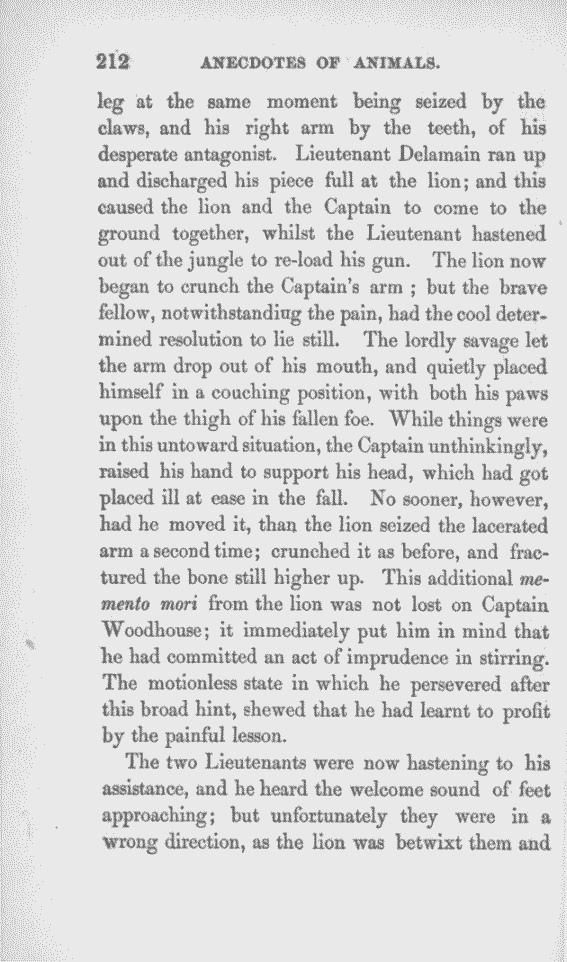 212 ANECDOTES OF ANIMALS.
leg at the same moment being seized by the
claws, and his right arm by the teeth, of his
desperate antagonist. Lieutenant Delamain ran up
and discharged his piece full at the lion; and this
caused the lion and the Captain to come to the
ground together, whilst the Lieutenant hastened
out of the jungle to re-load his gun. The lion now
began to crunch the Captain's arm ; but the brave
fellow, notwithstanding the pain, had the cool deter-
mined resolution to lie still. The lordly savage let
the arm drop out of his mouth, and quietly placed
himself in a couching position, with both his paws
upon the thigh of his fallen foe. While things were
in this untoward situation, the Captain unthinkingly,
raised his hand to support his head, which had got
placed ill at ease in the fall. No sooner, however,
had he moved it, than the lion seized the lacerated
arm a second time; crunched it as before, and frac-
tured the bone still higher up. This additional me-
mento mori from the lion was not lost on Captain
Woodhouse; it immediately put him in mind that
he had committed an act of imprudence in stirring.
The motionless state in which he persevered after
this broad hint, shewed that he had learnt to profit
by the painful lesson.
The two Lieutenants were now hastening to his
assistance, and he heard the welcome sound of feet
approaching; but unfortunately they were in a
wrong direction, as the lion was betwixt them and